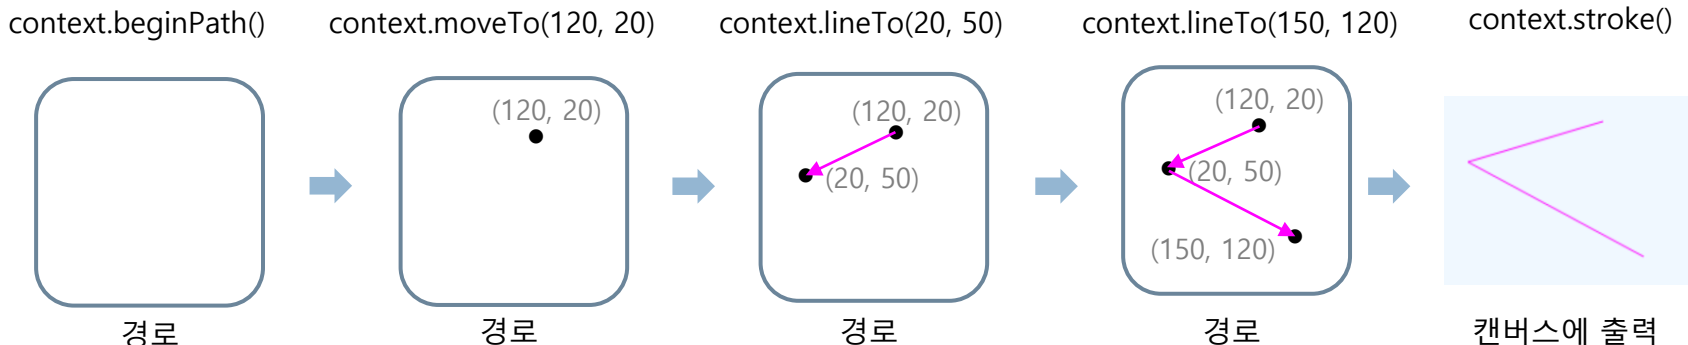 context.beginPath()
context.moveTo(120, 20)
context.lineTo(20, 50)
context.lineTo(150, 120)
context.stroke()
(120, 20)
(120, 20)
(20, 50)
(120, 20)
(20, 50)
(150, 120)
경로
경로
경로
경로
캔버스에 출력